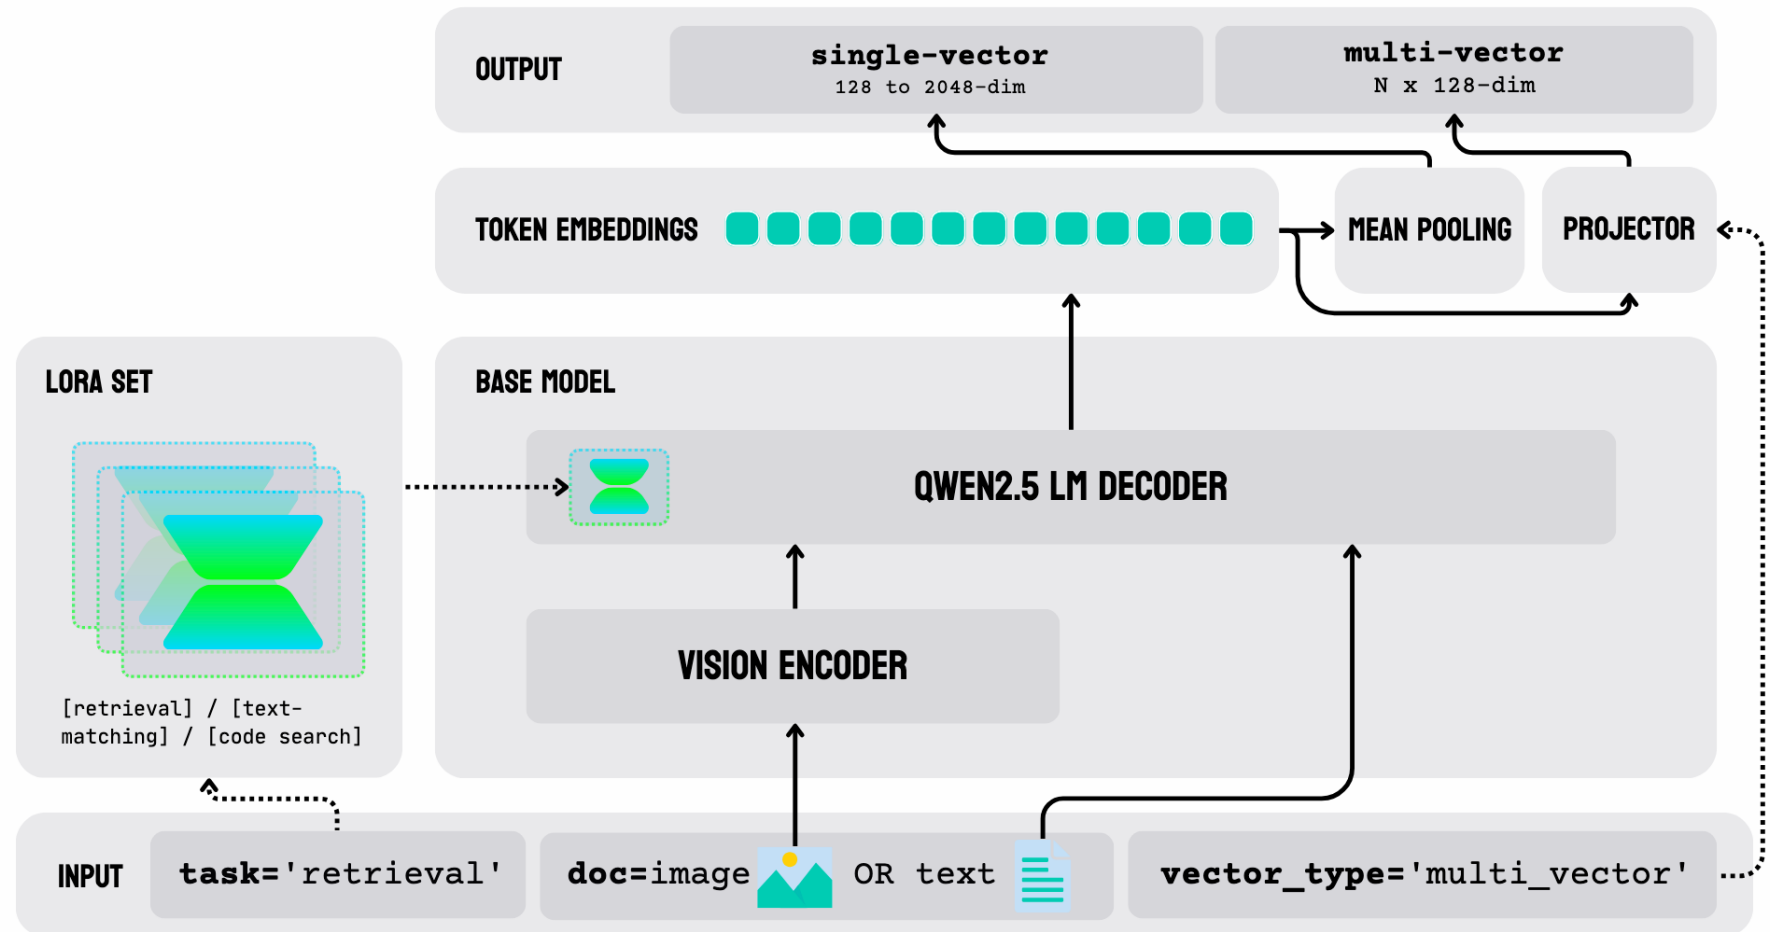 OUTPUT
single-vector
128 to 2048-dim
multi-vector
N x 128-dim
TOKEN EMBEDDINGS
MEAN POOLING
PROJECTOR
LORA SET
[retrieval] / [text-
matching] / [code search]
BASE MODEL
QWEN2.5 LM DECODER
VISION ENCODER
INPUT
task='retrieval'
doc=image OR text
vector_type='multi_vector'